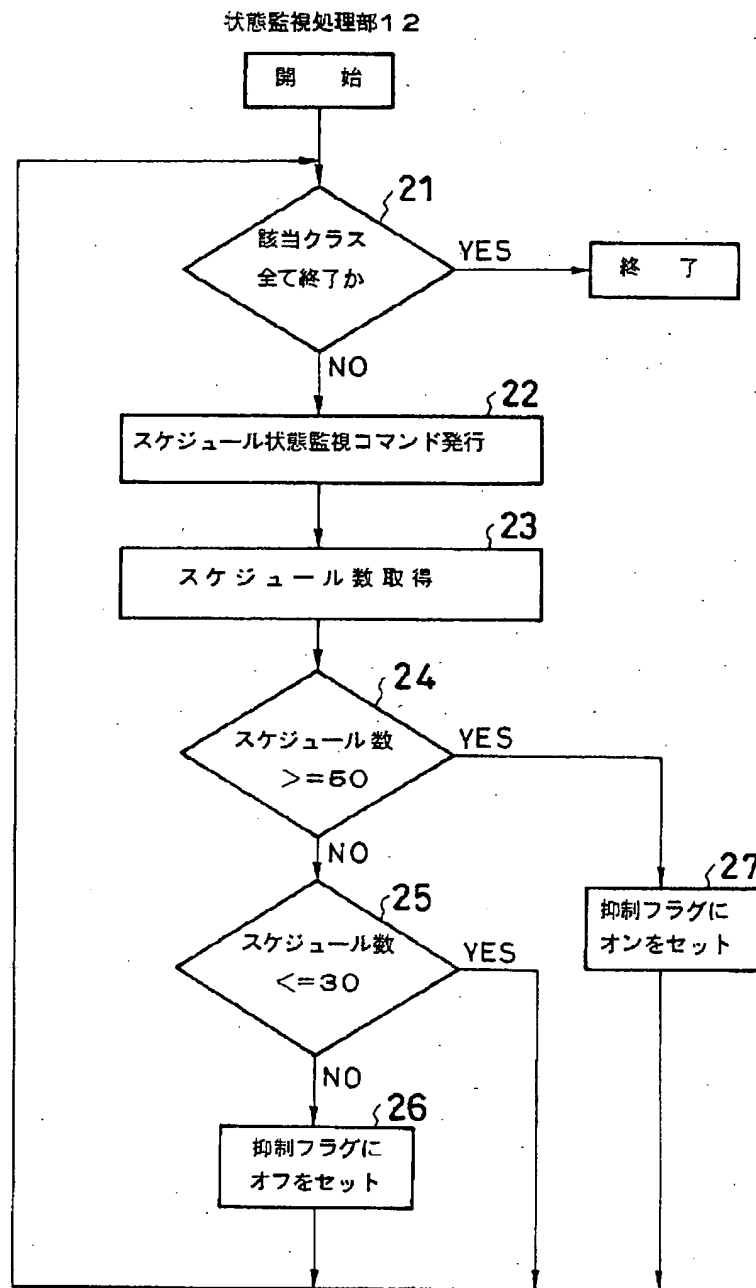 状態監視処理部12
開 始
21
該当クラス
全て終了か
YES
終 了
NO
22
スケジュール状態監視コマンド発行
23
スケジュール数取得
24
スケジュール数
>=50
YES
NO
25
スケジュール数
<=30
YES
27
抑制フラグに
オンをセット
NO
26
抑制フラグに
オフをセット